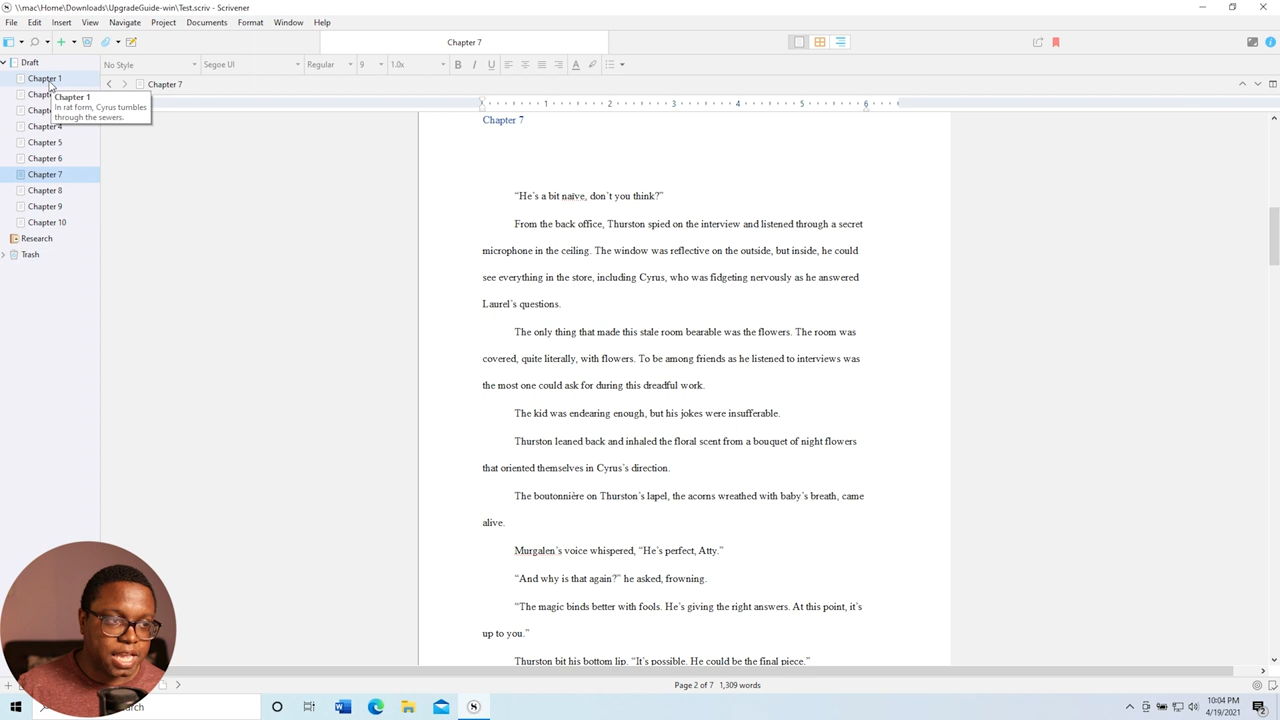 \\mac\Home\Downloads\UpgradeGuide-win\Test.scriv - Scrivener
File Edit Insert View Navigate Project Documents Format Window Help
Chapter 7
Draft
No Style Segoe UI Regular 9 1.0x B I U A
Chapter 1
Chapter 7
Chapte
Chapter 1
In rat form, Cyrus tumbles
through the sewers.
Chapte
Chapter 4
Chapter 5
Chapter 6
Chapter 7
Chapter 8
Chapter 9
Chapter 10
Research
Trash
1 2 3 4 5 6
Chapter 7
“He’s a bit naïve, don’t you think?”
From the back office, Thurston spied on the interview and listened through a secret
microphone in the ceiling. The window was reflective on the outside, but inside, he could
see everything in the store, including Cyrus, who was fidgeting nervously as he answered
Laurel’s questions.
The only thing that made this stale room bearable was the flowers. The room was
covered, quite literally, with flowers. To be among friends as he listened to interviews was
the most one could ask for during this dreadful work.
The kid was endearing enough, but his jokes were insufferable.
Thurston leaned back and inhaled the floral scent from a bouquet of night flowers
that oriented themselves in Cyrus’s direction.
The boutonnière on Thurston’s lapel, the acorns wreathed with baby’s breath, came
alive.
Murgalen’s voice whispered, “He’s perfect, Atty.”
“And why is that again?” he asked, frowning.
“The magic binds better with fools. He’s giving the right answers. At this point, it’s
up to you.”
Thurston bit his bottom lip. “It’s possible. He could be the final piece.”
Page 2 of 7 1,309 words
rch
10:04 PM
4/19/2021